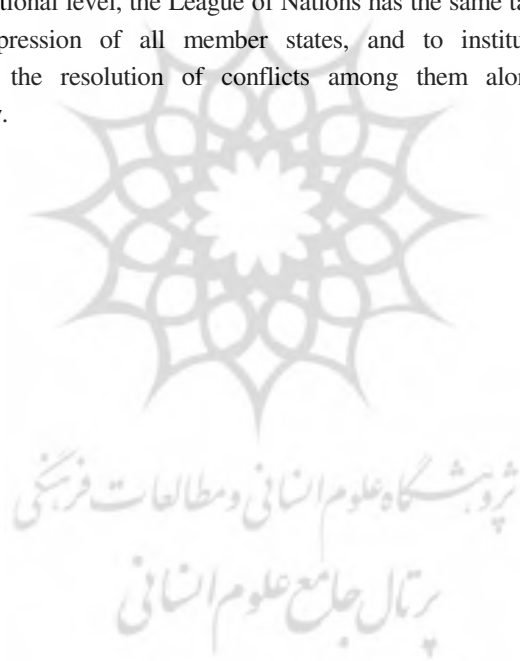 tional level, the League of Nations has the same ta
pression of all member states, and to institu
the resolution of conflicts among them alon
پژوهشگاه علوم انسانی و مطالعات فرهنگی
پرتال جامع علوم انسانی